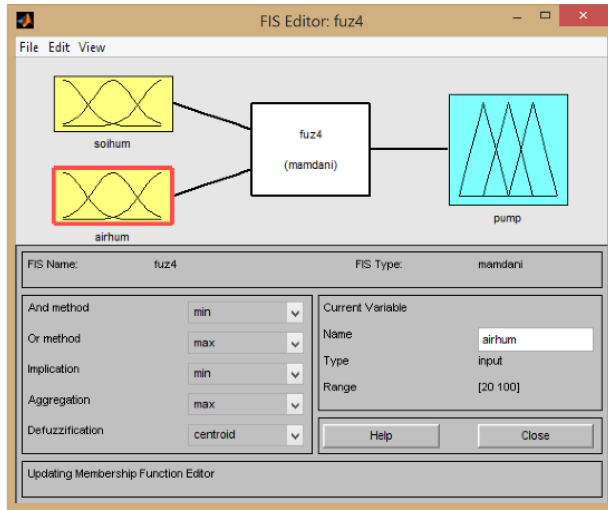 FIS Editor: fuz4
File Edit View
soihum
fuz4
(mamdani)
airhum
pump
FIS Name: fuz4 FIS Type: mamdani
And method min
Or method max
Implication min
Aggregation max
Defuzzification centroid
Current Variable
Name airhum
Type input
Range [20 100]
Help Close
Updating Membership Function Editor